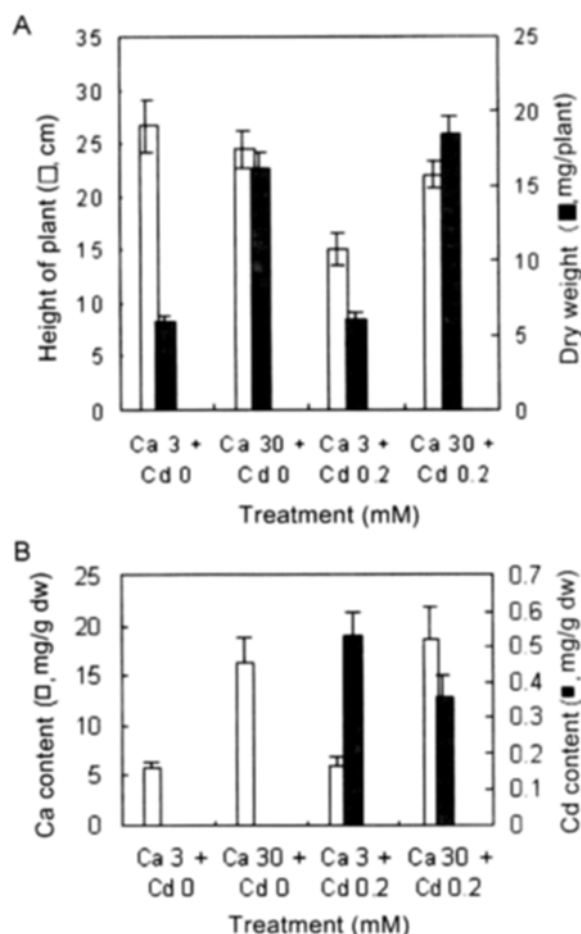 A
Height of plant (□, cm)
35
30
25
20
15
10
5
0
25
20
15
10
5
0
Dry weight (■,mg/plant)
Ca 3 + Ca 30 + Ca 3 + Ca 30 +
Cd 0 Cd 0 Cd 0.2 Cd 0.2
Treatment (mM)
B
Ca content (□, mg/g dw)
25
20
15
10
5
0
0.7
0.6
0.5
0.4
0.3
0.2
0.1
0
Cd content (■, mg/g dw)
Ca 3 + Ca 30 + Ca 3 + Ca 30 +
Cd 0 Cd 0 Cd 0.2 Cd 0.2
Treatment (mM)